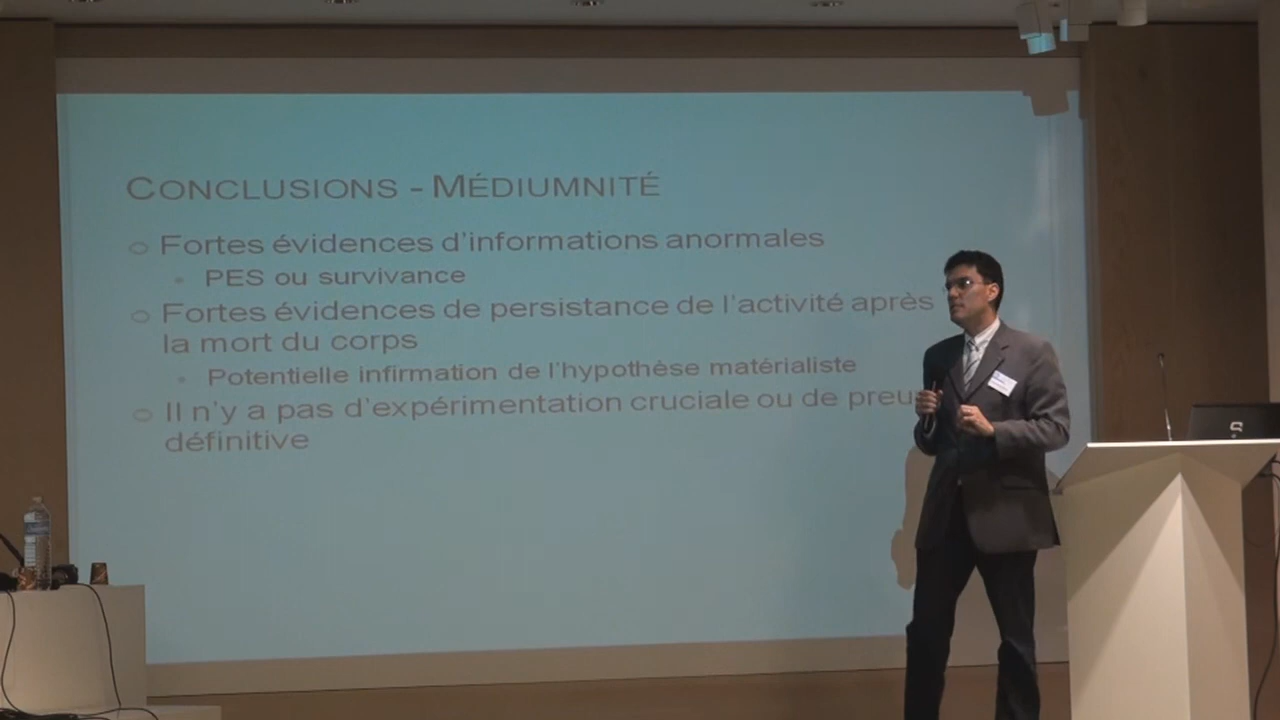 CONCLUSIONS - MÉDIUMNITÉ
Fortes évidences d'informations anormales
PES ou survivance
Fortes évidences de persistance de l'activité après
la mort du corps
Potentielle infirmation de l'hypothèse matérialiste
Il n'y a pas d'expérimentation cruciale ou de preu
définitive